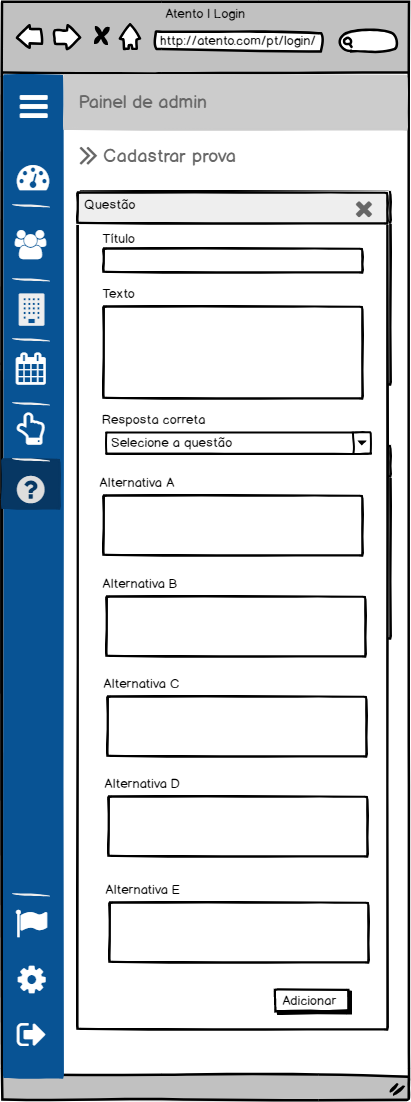 Atento | Login
http://atento.com/pt/login/
Painel de admin
Cadastrar prova
Questão
Título
Texto
Resposta correta
Selecione a questão
Alternativa A
Alternativa B
Alternativa C
Alternativa D
Alternativa E
Adicionar